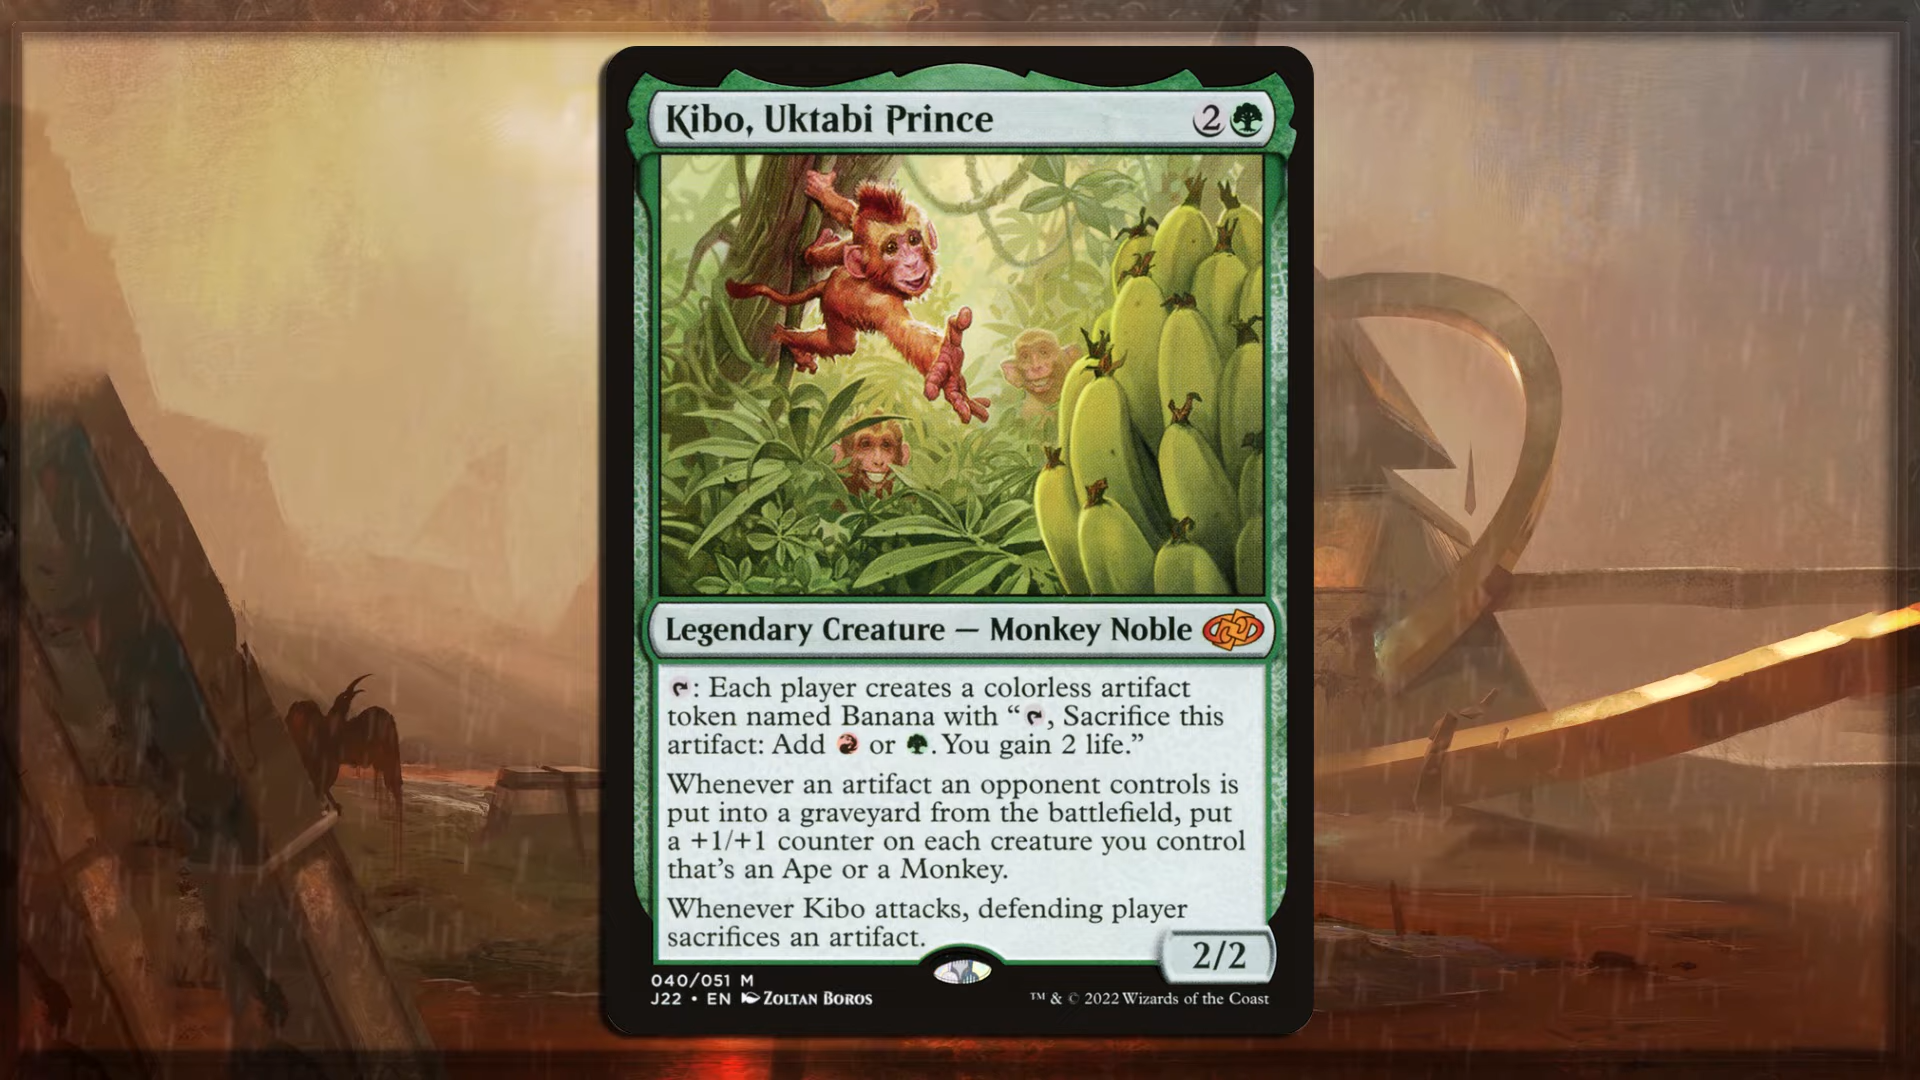 Kibo, Uktabi Prince 2
Legendary Creature — Monkey Noble
: Each player creates a colorless artifact
token named Banana with “ , Sacrifice this
artifact: Add or . You gain 2 life.”
Whenever an artifact an opponent controls is
put into a graveyard from the battlefield, put
a +1/+1 counter on each creature you control
that’s an Ape or a Monkey.
Whenever Kibo attacks, defending player
sacrifices an artifact.
2/2
040/051 M
J22 • EN Zoltan Boros
™ & © 2022 Wizards of the Coast